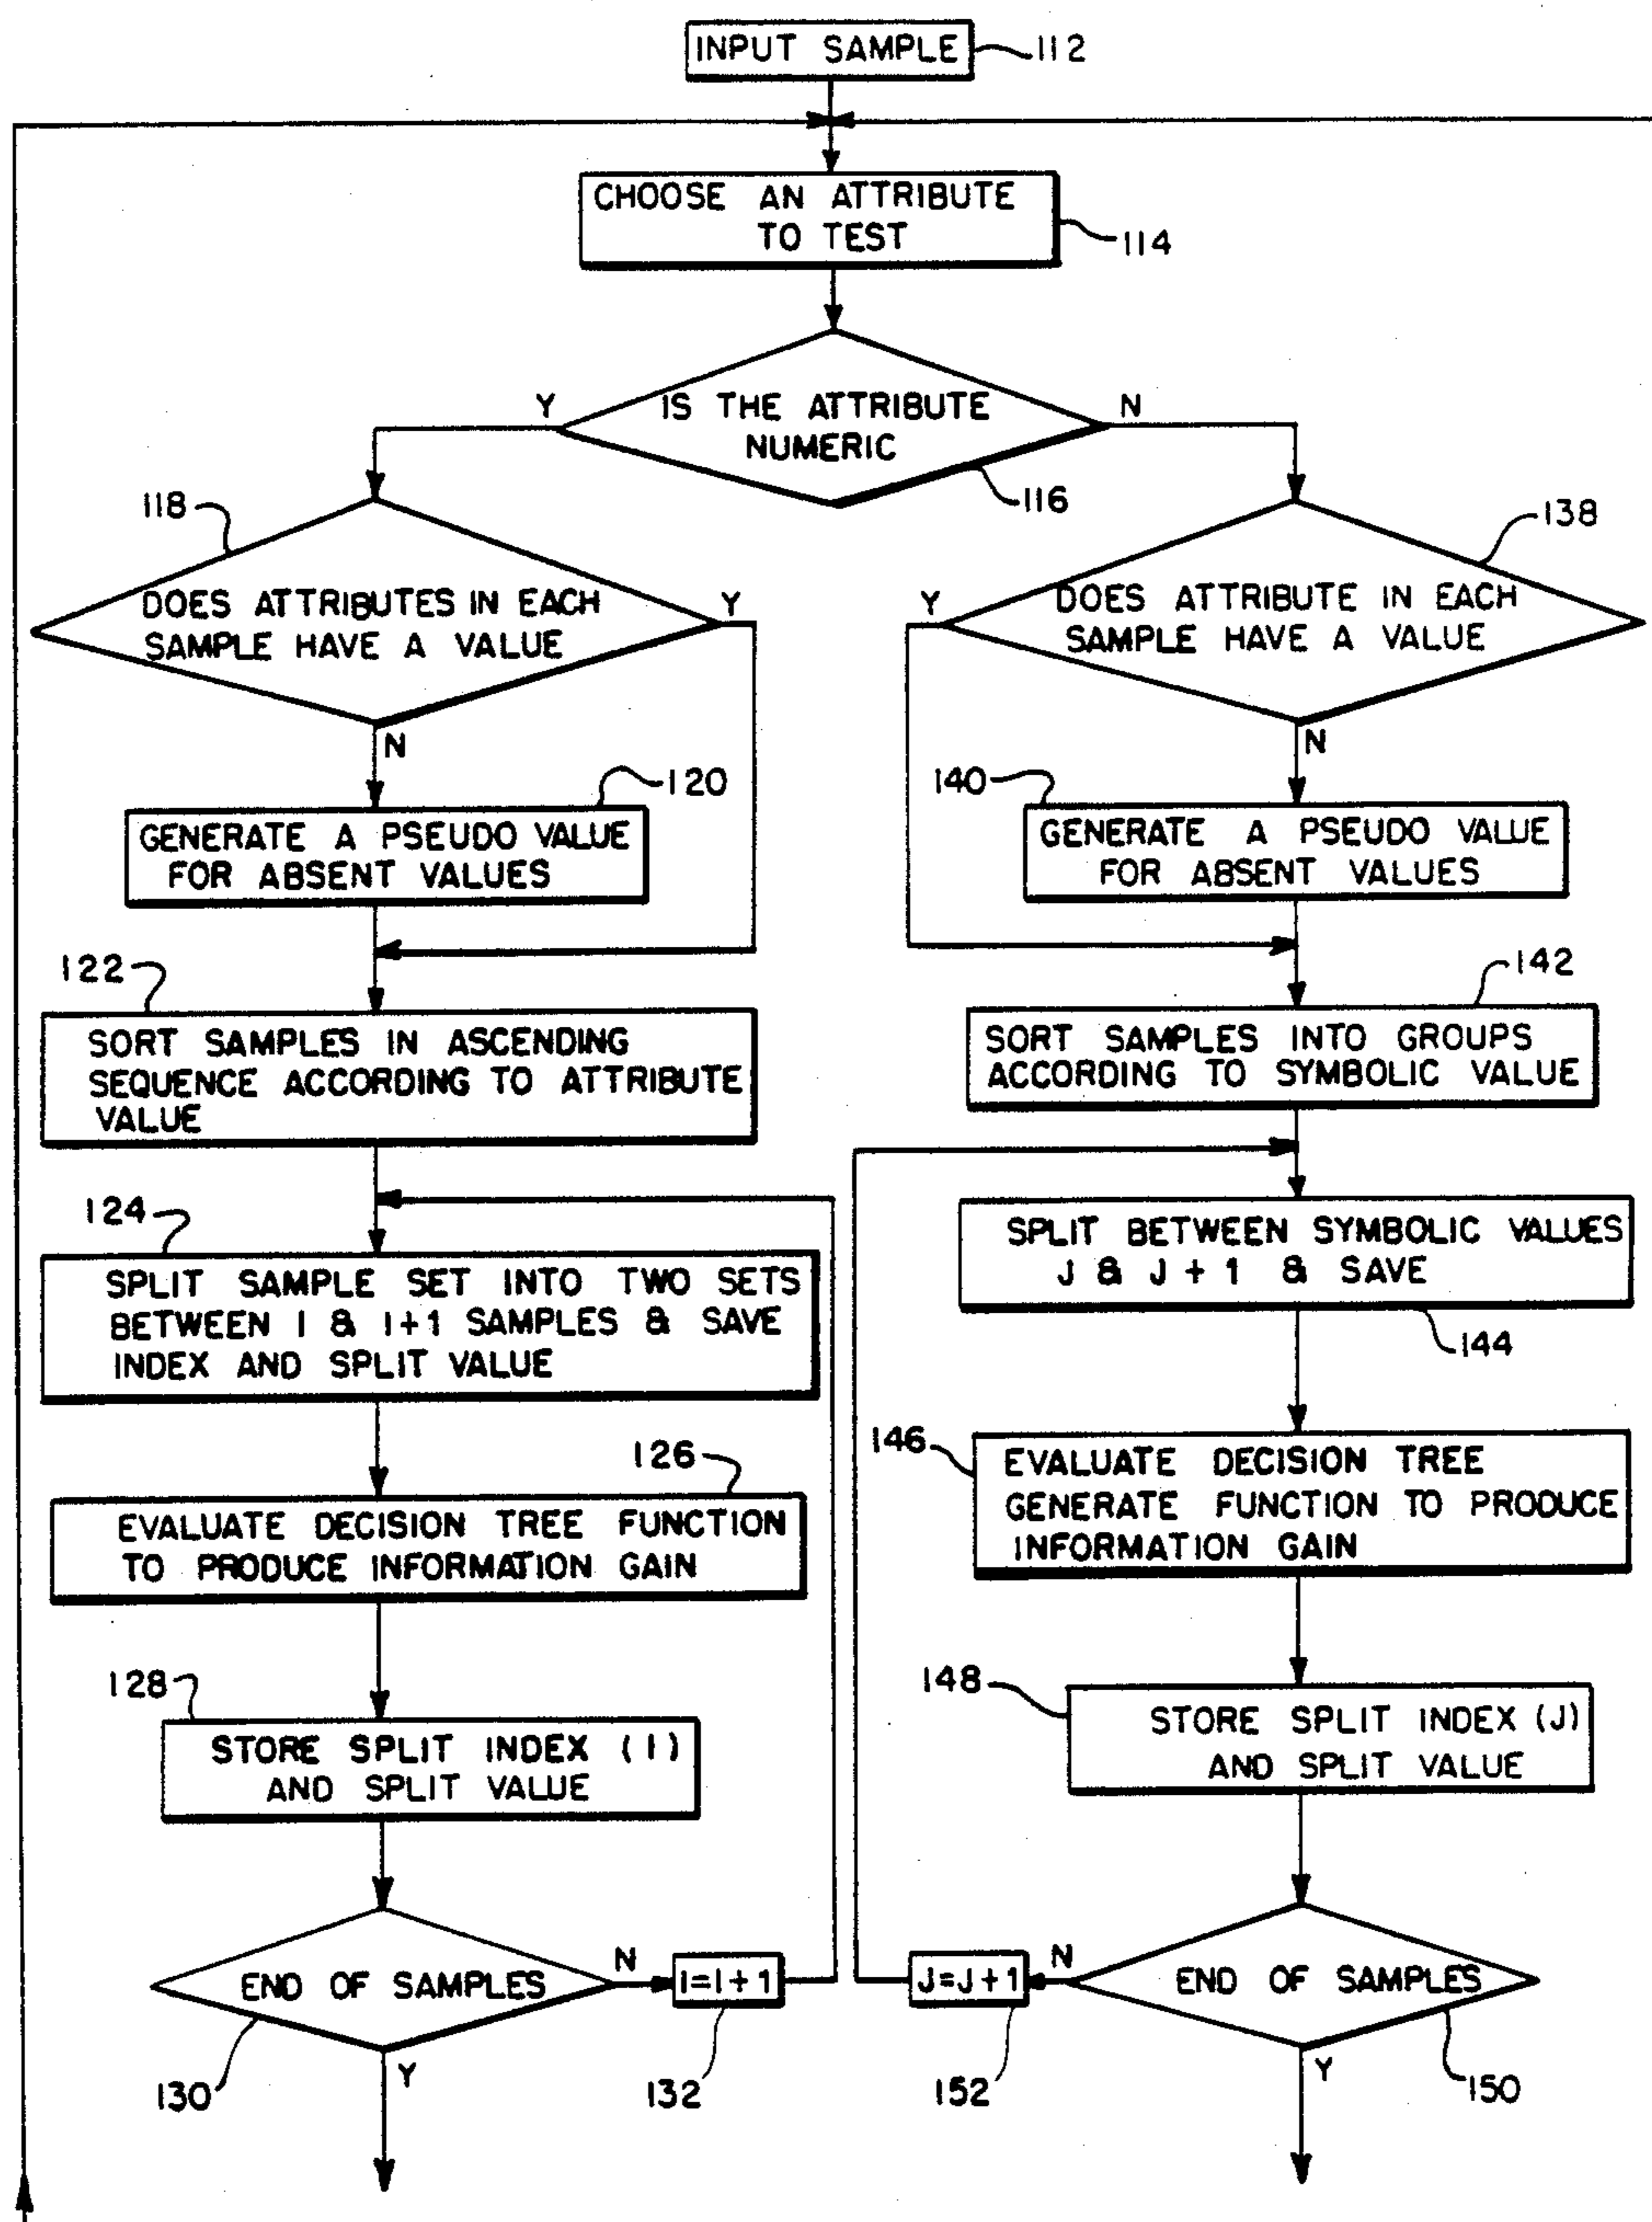 INPUT SAMPLE
112
CHOOSE AN ATTRIBUTE
TO TEST
114
IS THE ATTRIBUTE
NUMERIC
Y
N
116
118
DOES ATTRIBUTES IN EACH
SAMPLE HAVE A VALUE
Y
N
120
GENERATE A PSEUDO VALUE
FOR ABSENT VALUES
122
SORT SAMPLES IN ASCENDING
SEQUENCE ACCORDING TO ATTRIBUTE
VALUE
124
SPLIT SAMPLE SET INTO TWO SETS
BETWEEN I & I+1 SAMPLES & SAVE
INDEX AND SPLIT VALUE
126
EVALUATE DECISION TREE FUNCTION
TO PRODUCE INFORMATION GAIN
128
STORE SPLIT INDEX (I)
AND SPLIT VALUE
END OF SAMPLES
N
I=I+1
Y
130
132
138
DOES ATTRIBUTE IN EACH
SAMPLE HAVE A VALUE
Y
N
140
GENERATE A PSEUDO VALUE
FOR ABSENT VALUES
142
SORT SAMPLES INTO GROUPS
ACCORDING TO SYMBOLIC VALUE
SPLIT BETWEEN SYMBOLIC VALUES
J & J+1 & SAVE
144
146
EVALUATE DECISION TREE
GENERATE FUNCTION TO PRODUCE
INFORMATION GAIN
148
STORE SPLIT INDEX (J)
AND SPLIT VALUE
END OF SAMPLES
N
J=J+1
Y
152
150